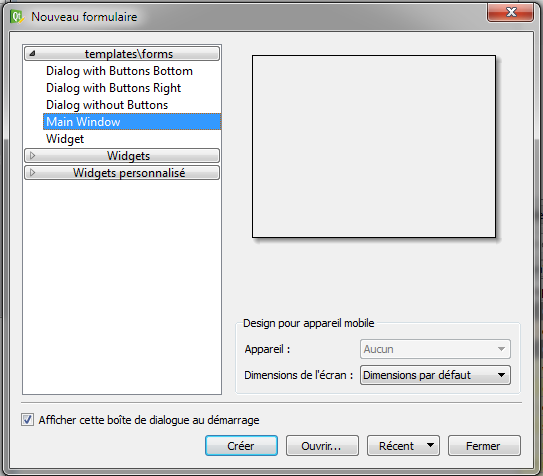 Nouveau formulaire
templates\forms
Dialog with Buttons Bottom
Dialog with Buttons Right
Dialog without Buttons
Main Window
Widget
Widgets
Widgets personnalisé
Design pour appareil mobile
Appareil : Aucun
Dimensions de l'écran : Dimensions par défaut
Afficher cette boîte de dialogue au démarrage
Créer Ouvrir... Récent Fermer